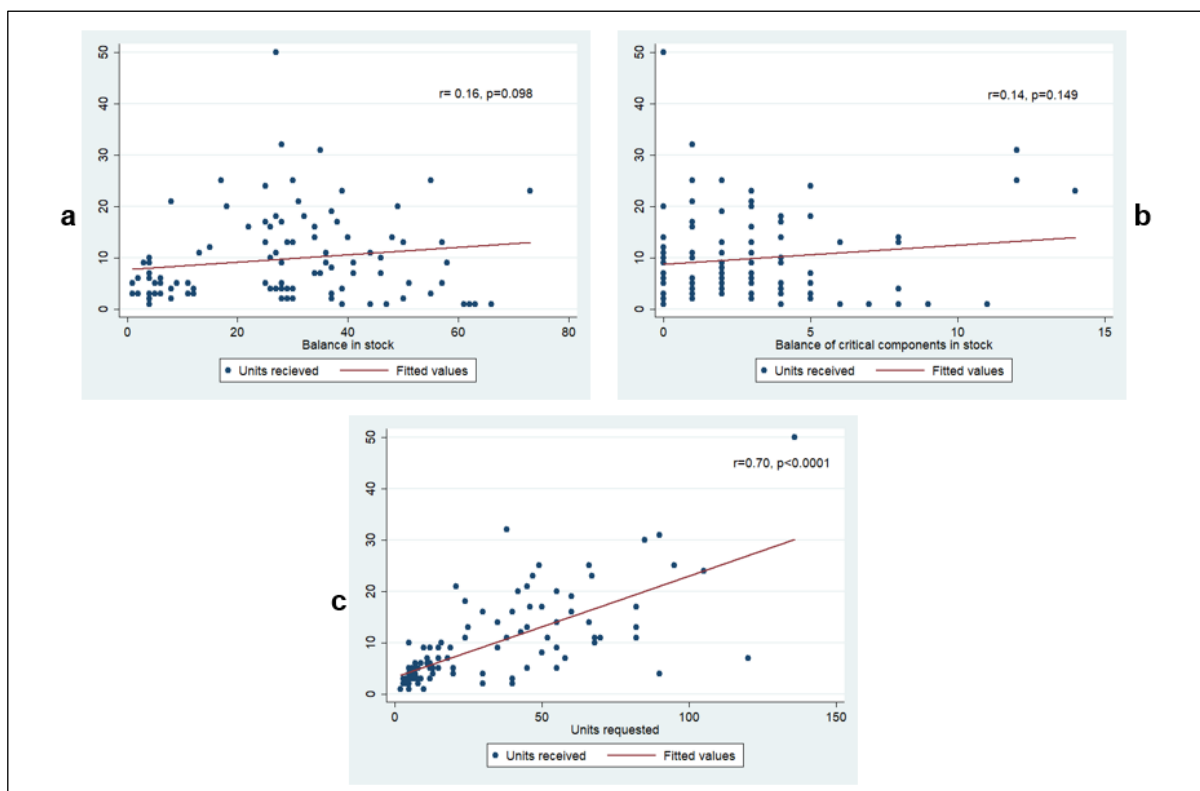 a
50
40
30
20
10
0
r= 0.16, p=0.098
0 20 40 60 80
Balance in stock
Units recieved Fitted values
b
50
40
30
20
10
0
r=0.14, p=0.149
0 5 10 15
Balance of critical components in stock
Units received Fitted values
c
50
40
30
20
10
0
r=0.70, p<0.0001
0 50 100 150
Units requested
Units received Fitted values